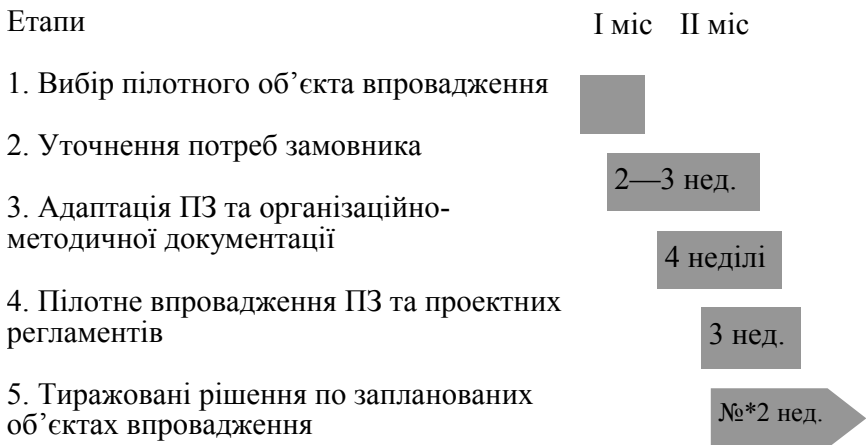 Етапи I міс II міс
1. Вибір пілотного об’єкта впровадження
2. Уточнення потреб замовника
2—3 нед.
3. Адаптація ПЗ та організаційно-
методичної документації
4 неділі
4. Пілотне впровадження ПЗ та проектних
регламентів
3 нед.
5. Тиражовані рішення по запланованих
об’єктах впровадження
№*2 нед.